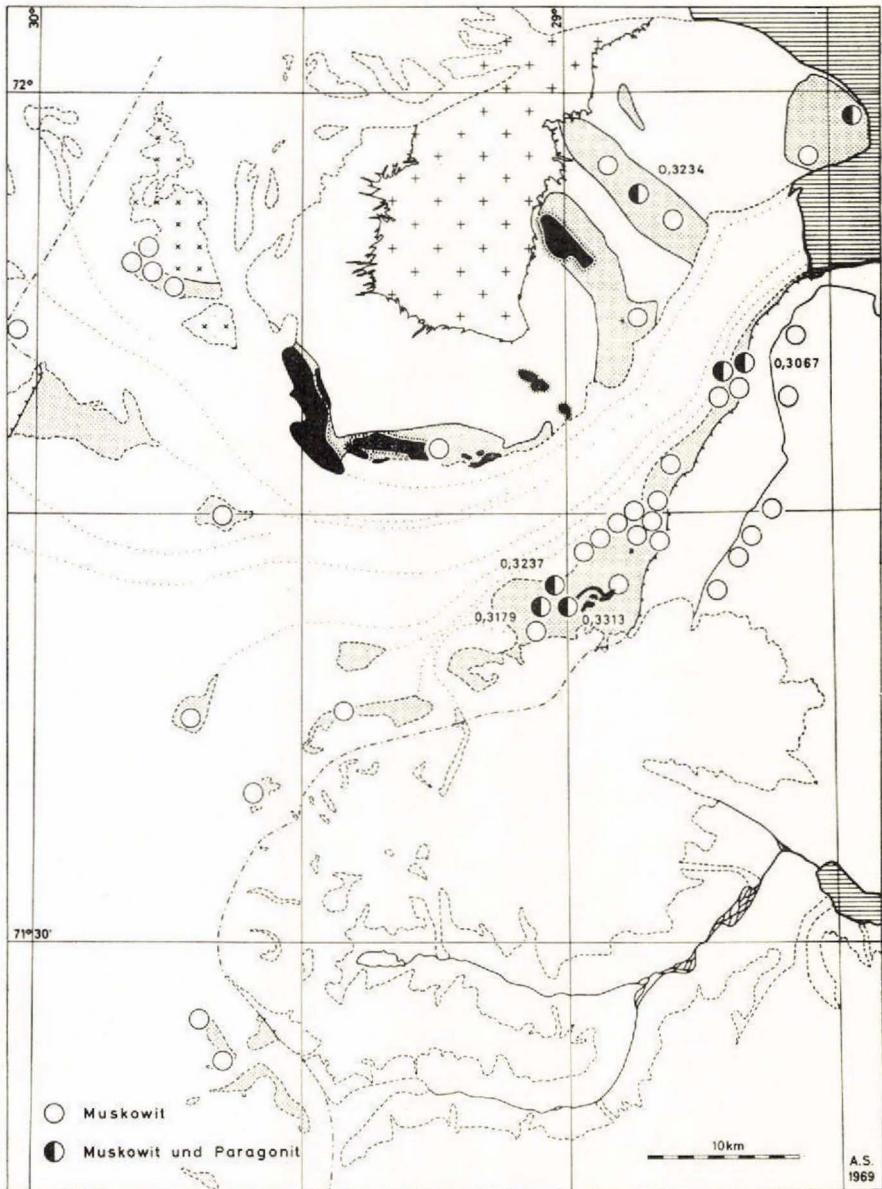 30°
29°
72°
0,3234
0,3067
0,3237
0,3179
0,3313
71°30'
Muskowit
Muskowit und Paragonit
10km
A.S.
1969